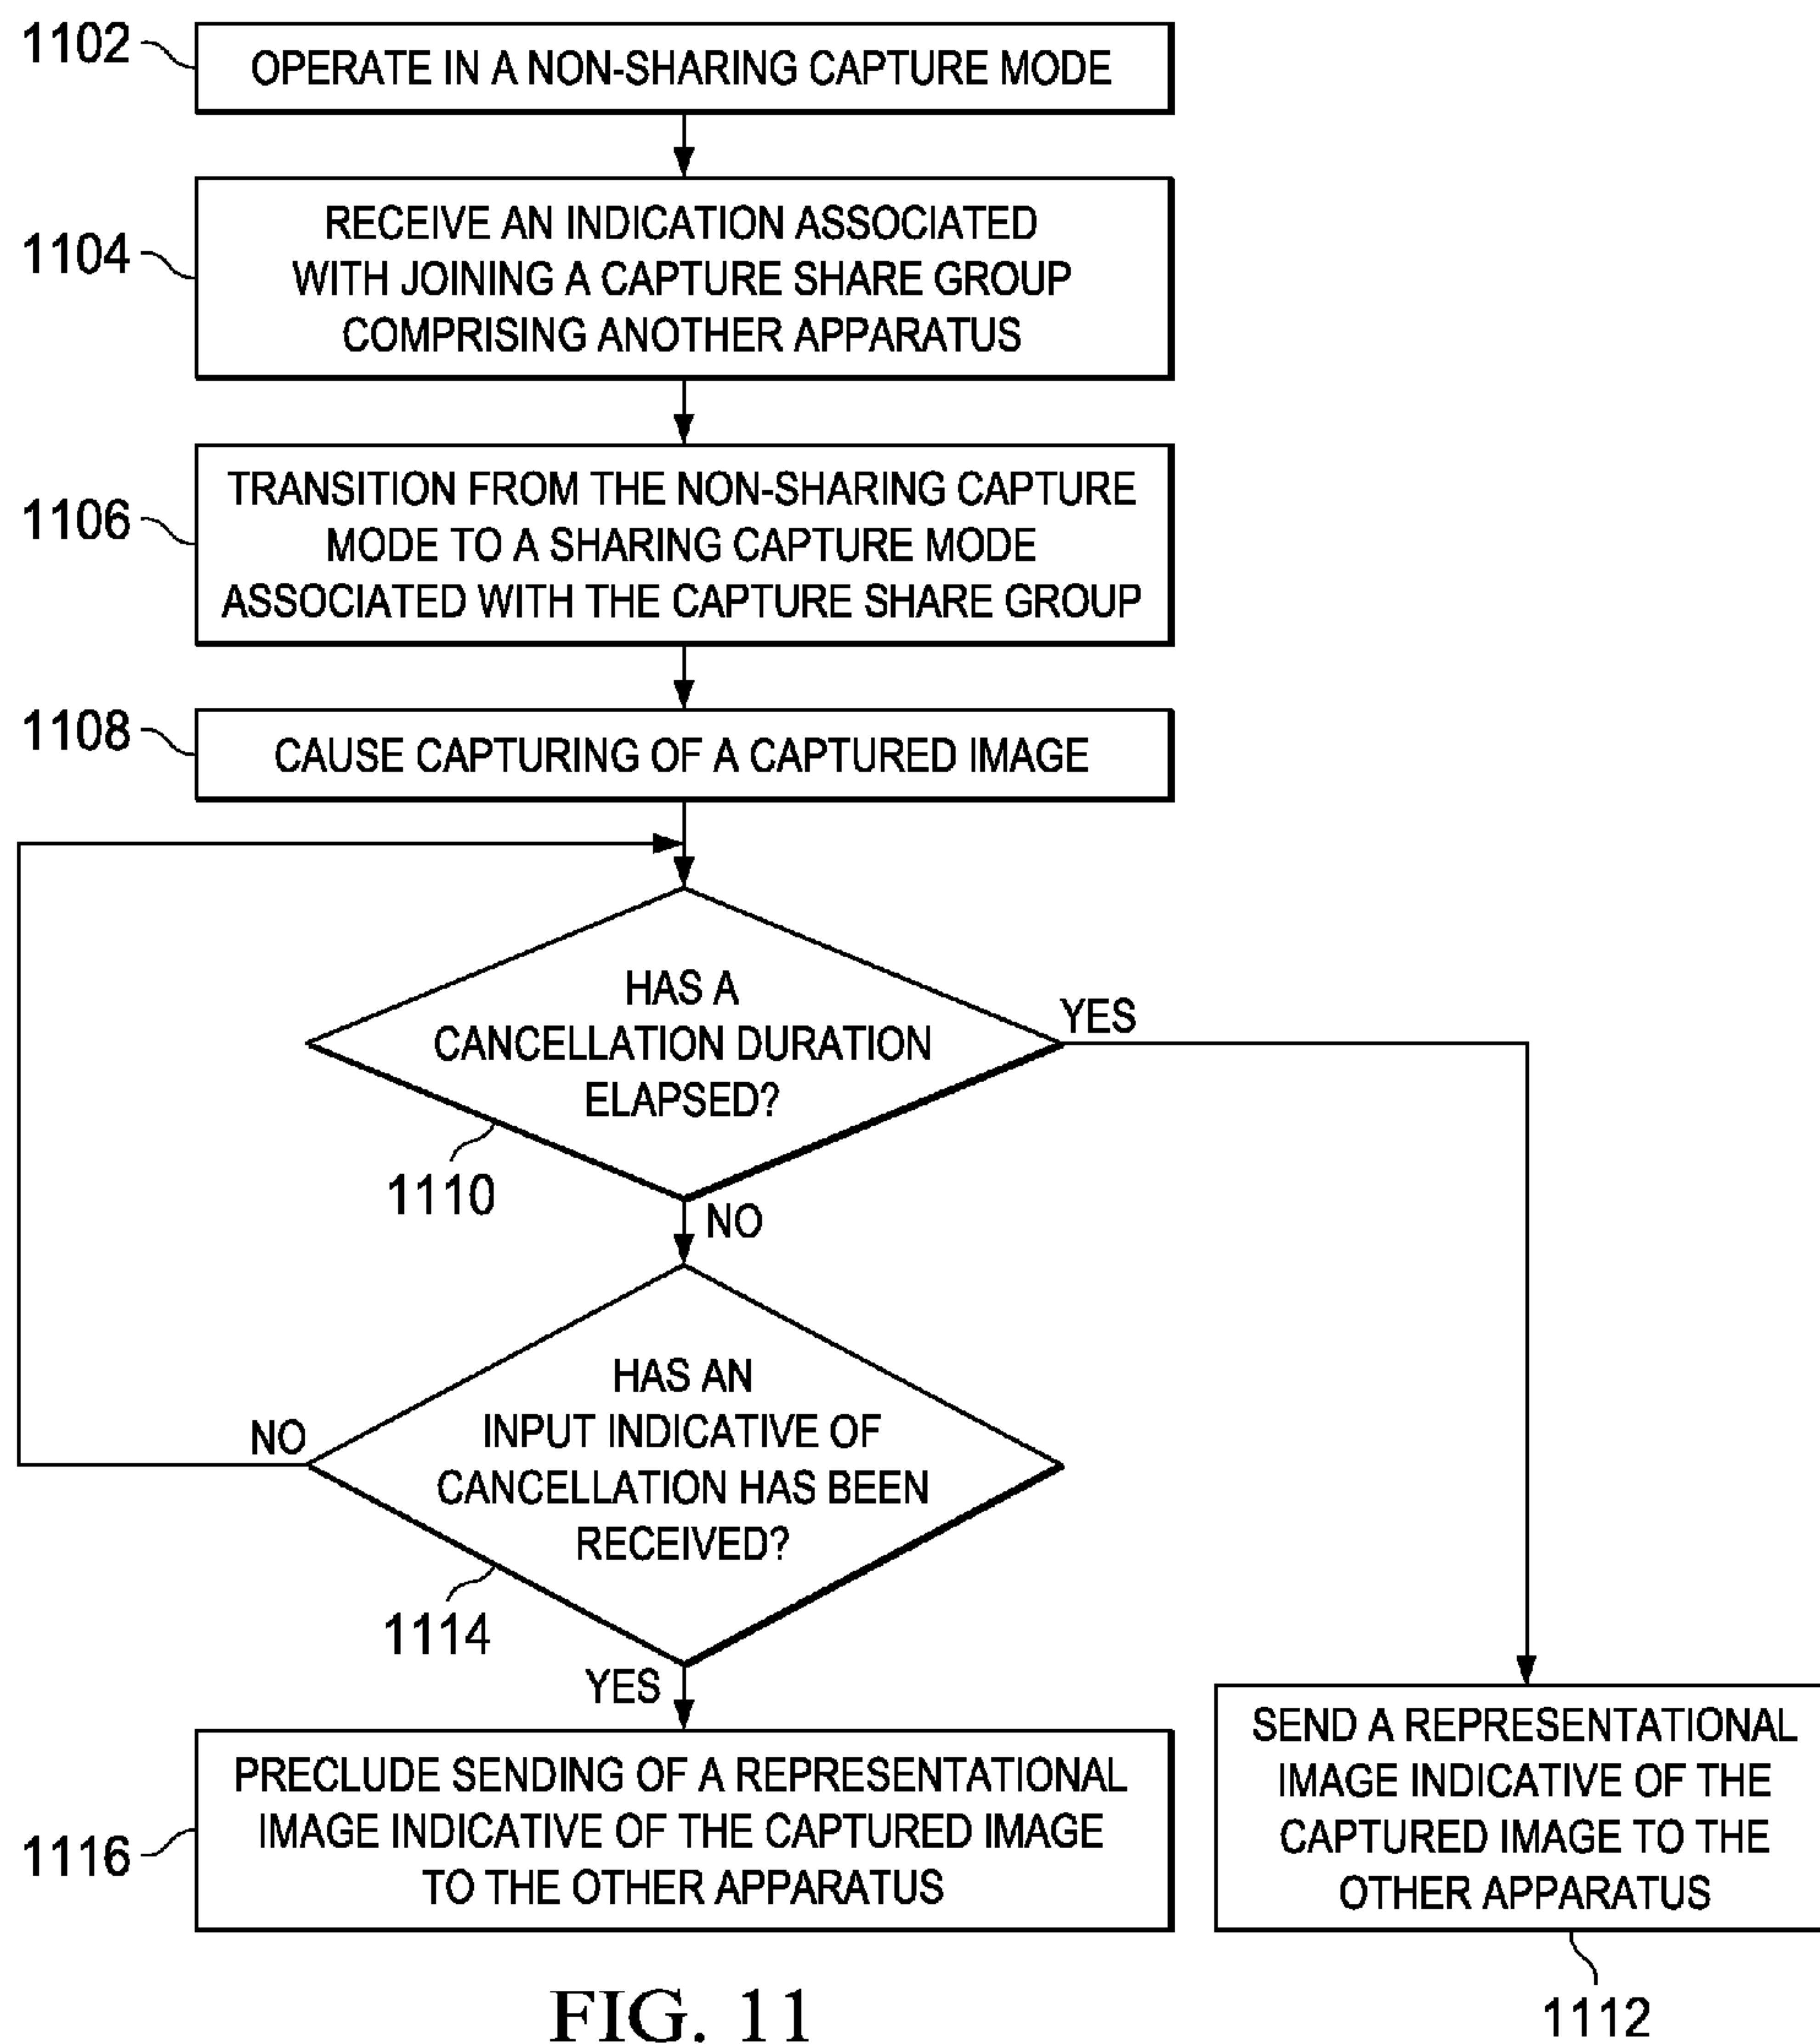 1102
OPERATE IN A NON-SHARING CAPTURE MODE
1104
RECEIVE AN INDICATION ASSOCIATED
WITH JOINING A CAPTURE SHARE GROUP
COMPRISING ANOTHER APPARATUS
1106
TRANSITION FROM THE NON-SHARING CAPTURE
MODE TO A SHARING CAPTURE MODE
ASSOCIATED WITH THE CAPTURE SHARE GROUP
1108
CAUSE CAPTURING OF A CAPTURED IMAGE
HAS A
CANCELLATION DURATION
ELAPSED?
YES
1110
NO
HAS AN
INPUT INDICATIVE OF
CANCELLATION HAS BEEN
RECEIVED?
NO
1114
YES
PRECLUDE SENDING OF A REPRESENTATIONAL
IMAGE INDICATIVE OF THE CAPTURED IMAGE
TO THE OTHER APPARATUS
1116
SEND A REPRESENTATIONAL
IMAGE INDICATIVE OF THE
CAPTURED IMAGE TO THE
OTHER APPARATUS
1112
FIG. 11